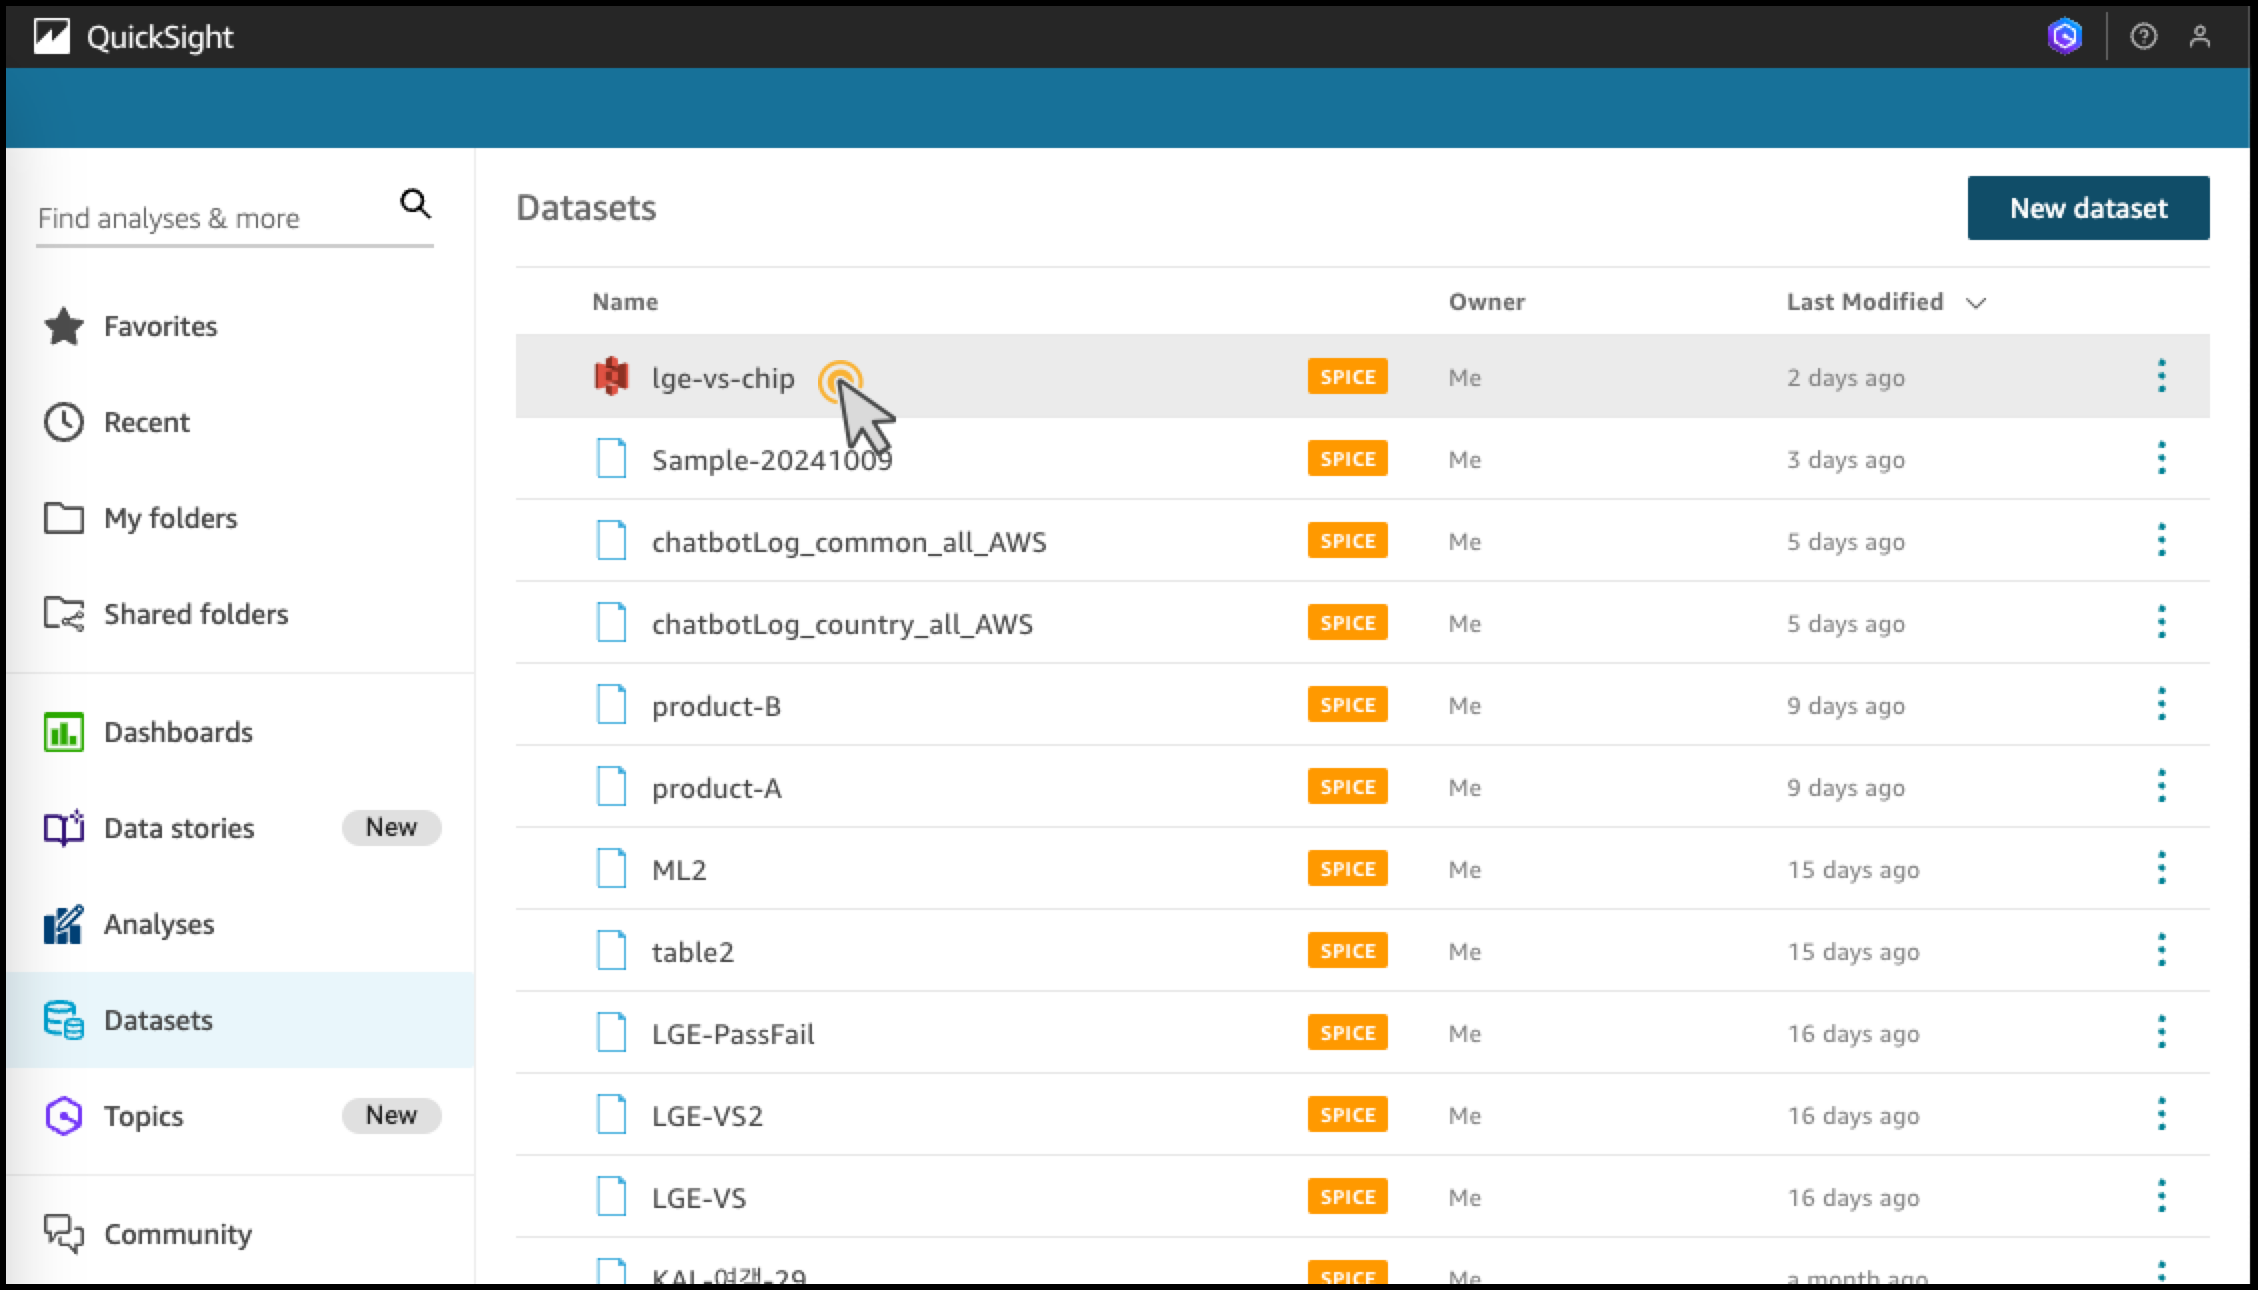 QuickSight
Find analyses & more
Favorites
Recent
My folders
Shared folders
Dashboards
Data stories New
Analyses
Datasets
Topics New
Community
Datasets
New dataset
Name Owner Last Modified
lge-vs-chip SPICE Me 2 days ago
Sample-20241009 SPICE Me 3 days ago
chatbotLog_common_all_AWS SPICE Me 5 days ago
chatbotLog_country_all_AWS SPICE Me 5 days ago
product-B SPICE Me 9 days ago
product-A SPICE Me 9 days ago
ML2 SPICE Me 15 days ago
table2 SPICE Me 15 days ago
LGE-PassFail SPICE Me 16 days ago
LGE-VS2 SPICE Me 16 days ago
LGE-VS SPICE Me 16 days ago
KAL-여객-29 SPICE Me a month ago